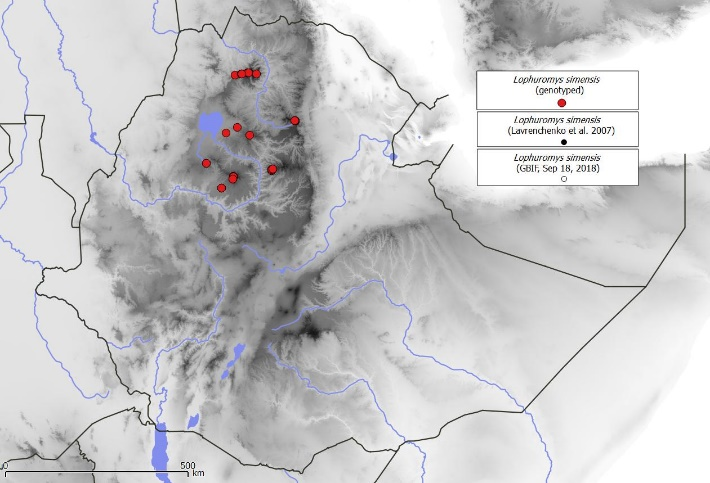 Lophuromys simensis
(genotyped)
Lophuromys simensis
(Lavrenchenko et al. 2007)
Lophuromys simensis
(GBIF, Sep 18, 2018)
0 500
km